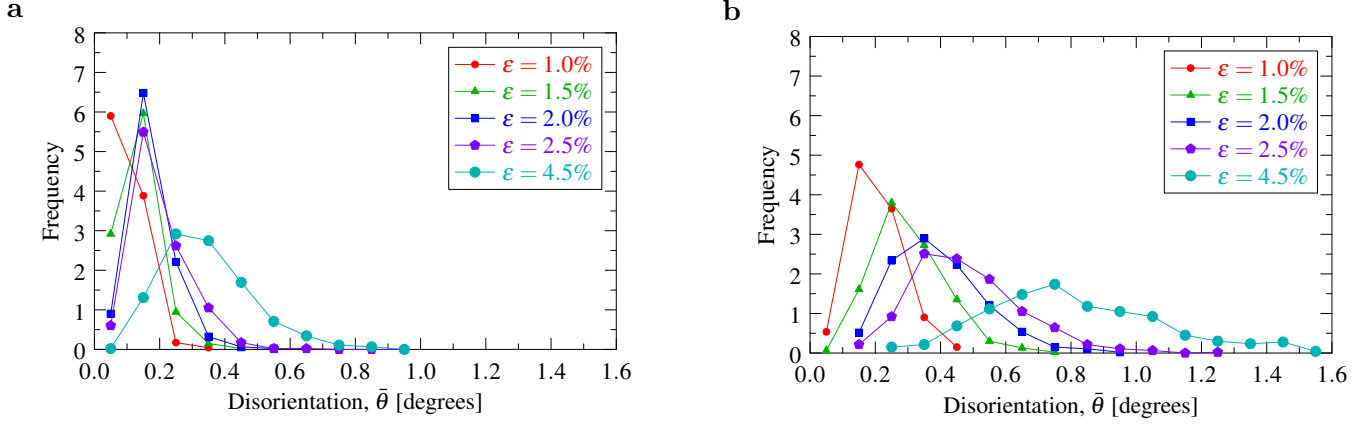 a
8
7
6
5
4
3
2
1
0
Frequency
0.0 0.2 0.4 0.6 0.8 1.0 1.2 1.4 1.6
Disorientation, θ̄ [degrees]
ε = 1.0%
ε = 1.5%
ε = 2.0%
ε = 2.5%
ε = 4.5%
b
8
7
6
5
4
3
2
1
0
Frequency
0.0 0.2 0.4 0.6 0.8 1.0 1.2 1.4 1.6
Disorientation, θ̄ [degrees]
ε = 1.0%
ε = 1.5%
ε = 2.0%
ε = 2.5%
ε = 4.5%